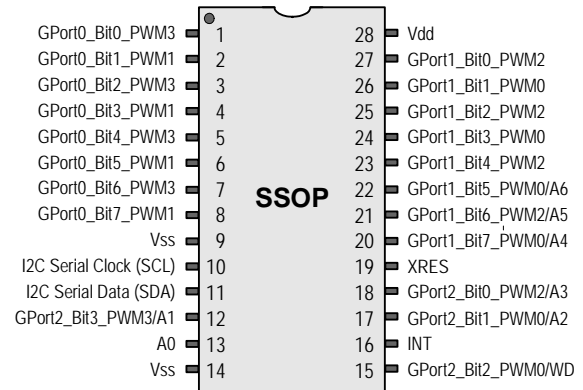 GPort0_Bit0_PWM3 1 28 Vdd
GPort0_Bit1_PWM1 2 27 GPort1_Bit0_PWM2
GPort0_Bit2_PWM3 3 26 GPort1_Bit1_PWM0
GPort0_Bit3_PWM1 4 25 GPort1_Bit2_PWM2
GPort0_Bit4_PWM3 5 24 GPort1_Bit3_PWM0
GPort0_Bit5_PWM1 6 23 GPort1_Bit4_PWM2
GPort0_Bit6_PWM3 7 22 GPort1_Bit5_PWM0/A6
SSOP
GPort0_Bit7_PWM1 8 21 GPort1_Bit6_PWM2/A5
Vss 9 20 GPort1_Bit7_PWM0/A4
I2C Serial Clock (SCL) 10 19 XRES
I2C Serial Data (SDA) 11 18 GPort2_Bit0_PWM2/A3
GPort2_Bit3_PWM3/A1 12 17 GPort2_Bit1_PWM0/A2
A0 13 16 INT
Vss 14 15 GPort2_Bit2_PWM0/WD